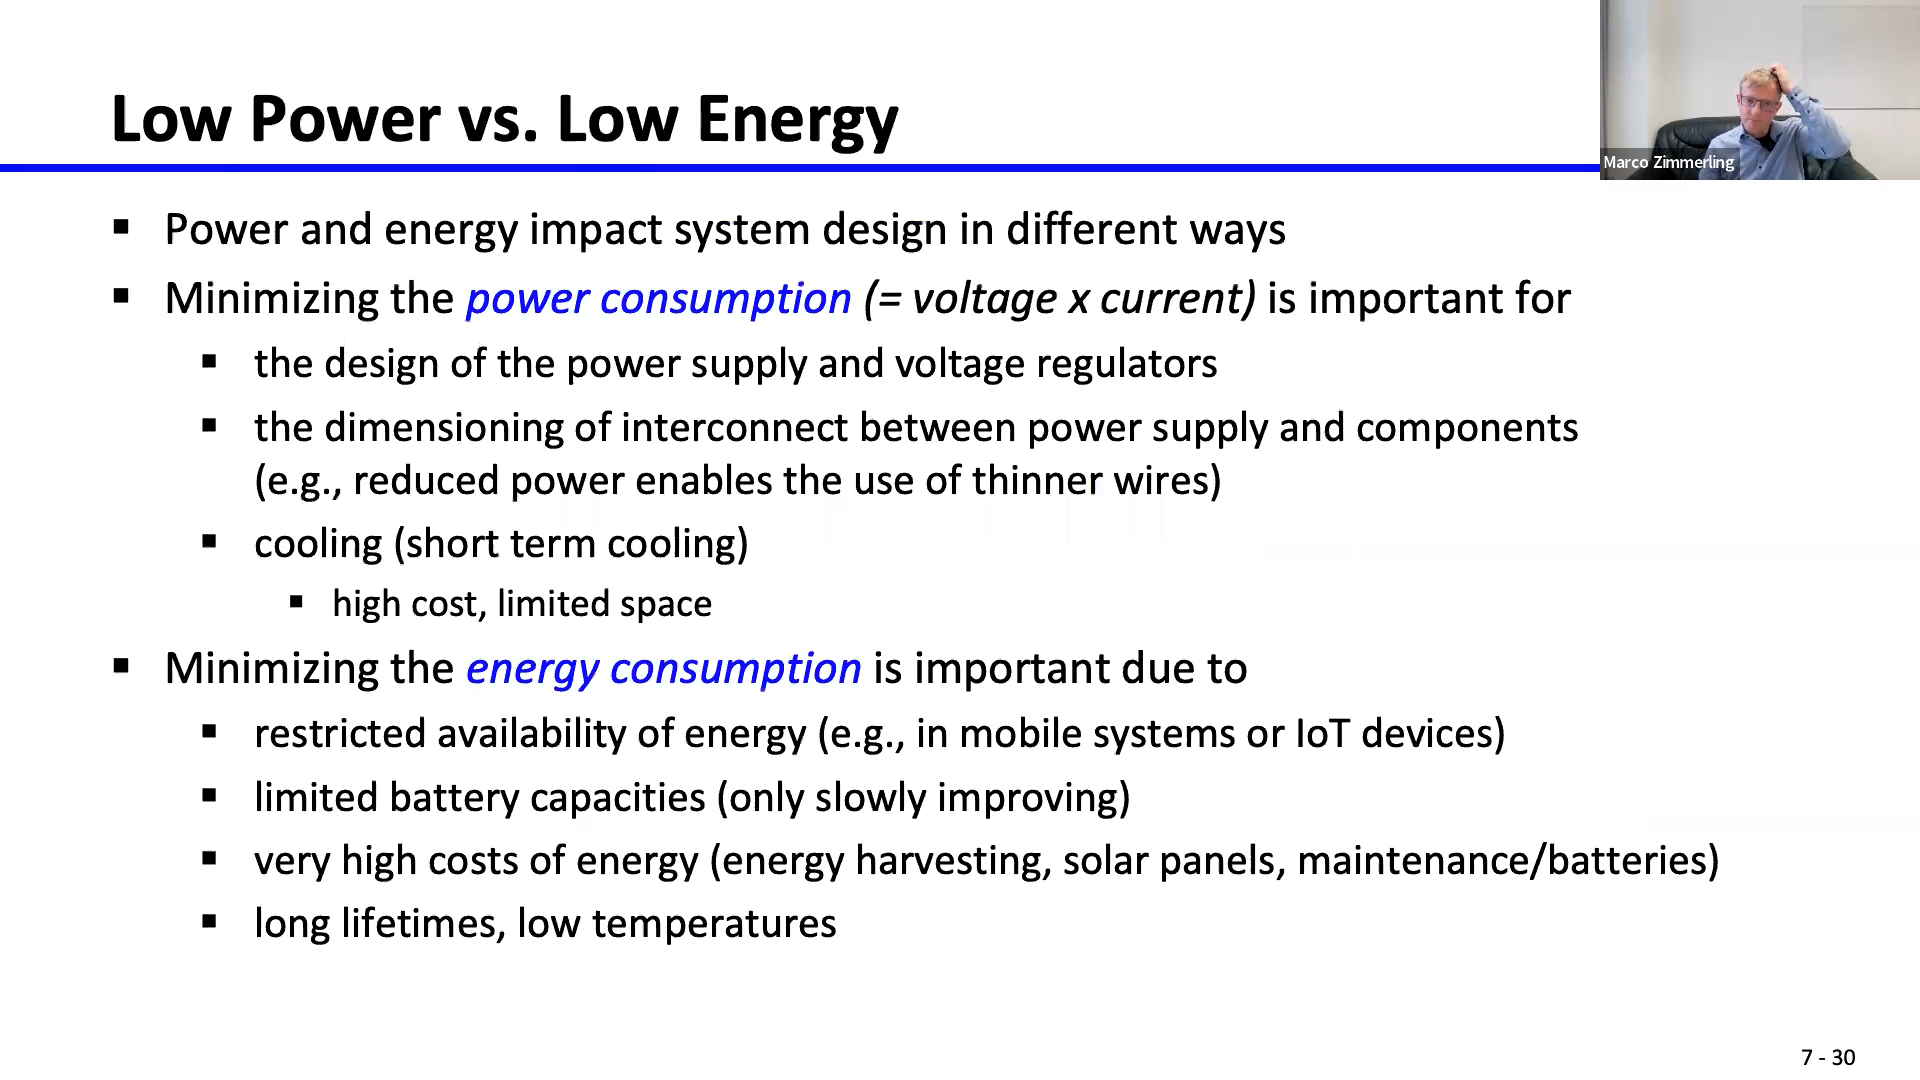 Low Power vs. Low Energy
Marco Zimmerling
▪ Power and energy impact system design in different ways
▪ Minimizing the power consumption (= voltage x current) is important for
▪ the design of the power supply and voltage regulators
▪ the dimensioning of interconnect between power supply and components
(e.g., reduced power enables the use of thinner wires)
▪ cooling (short term cooling)
▪ high cost, limited space
▪ Minimizing the energy consumption is important due to
▪ restricted availability of energy (e.g., in mobile systems or IoT devices)
▪ limited battery capacities (only slowly improving)
▪ very high costs of energy (energy harvesting, solar panels, maintenance/batteries)
▪ long lifetimes, low temperatures
7 - 30